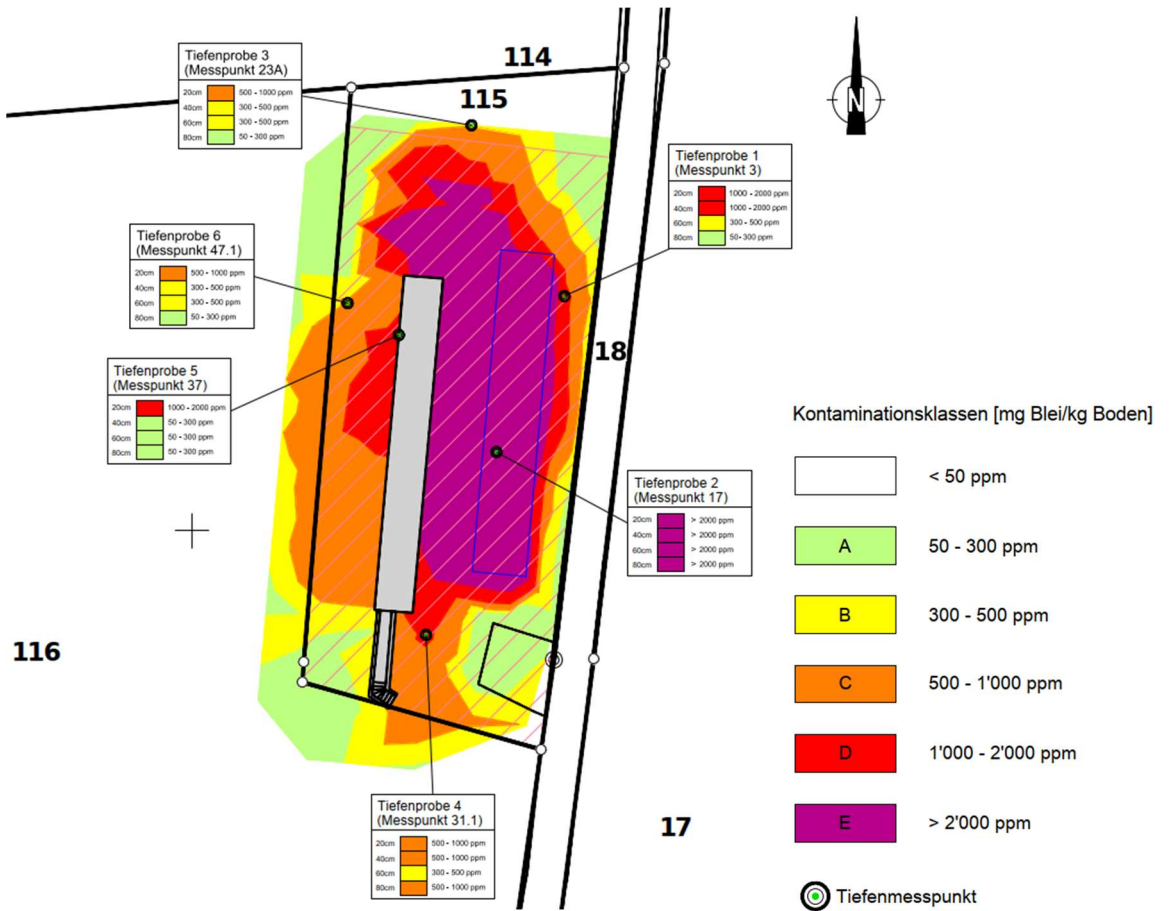 114
115
N
Tiefenprobe 3
(Messpunkt 23A)
20cm 500 - 1000 ppm
40cm 300 - 500 ppm
60cm 300 - 500 ppm
80cm 50 - 300 ppm
Tiefenprobe 1
(Messpunkt 3)
20cm 1000 - 2000 ppm
40cm 1000 - 2000 ppm
60cm 300 - 500 ppm
80cm 50 - 300 ppm
Tiefenprobe 6
(Messpunkt 47.1)
20cm 500 - 1000 ppm
40cm 300 - 500 ppm
60cm 300 - 500 ppm
80cm 50 - 300 ppm
18
Tiefenprobe 5
(Messpunkt 37)
20cm 1000 - 2000 ppm
40cm 50 - 300 ppm
60cm 50 - 300 ppm
80cm 50 - 300 ppm
Tiefenprobe 2
(Messpunkt 17)
20cm > 2000 ppm
40cm > 2000 ppm
60cm > 2000 ppm
80cm > 2000 ppm
116
Tiefenprobe 4
(Messpunkt 31.1)
20cm 500 - 1000 ppm
40cm 500 - 1000 ppm
60cm 300 - 500 ppm
80cm 500 - 1000 ppm
17
Kontaminationsklassen [mg Blei/kg Boden]
< 50 ppm
A 50 - 300 ppm
B 300 - 500 ppm
C 500 - 1'000 ppm
D 1'000 - 2'000 ppm
E > 2'000 ppm
Tiefenmesspunkt